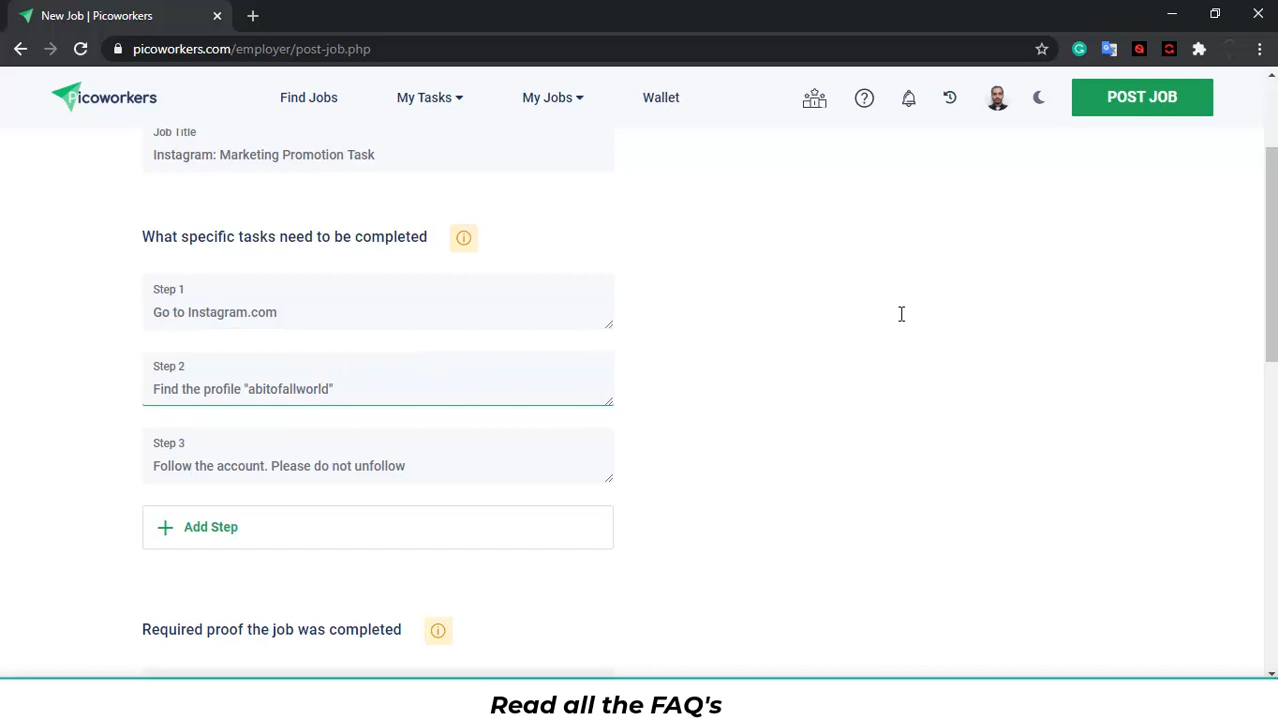 New Job | Picoworkers
picoworkers.com/employer/post-job.php
Picoworkers
Find Jobs
My Tasks
My Jobs
Wallet
POST JOB
Job Title
Instagram: Marketing Promotion Task
What specific tasks need to be completed
Step 1
Go to Instagram.com
Step 2
Find the profile "abitofallworld"
Step 3
Follow the account. Please do not unfollow
Add Step
Required proof the job was completed
Read all the FAQ's